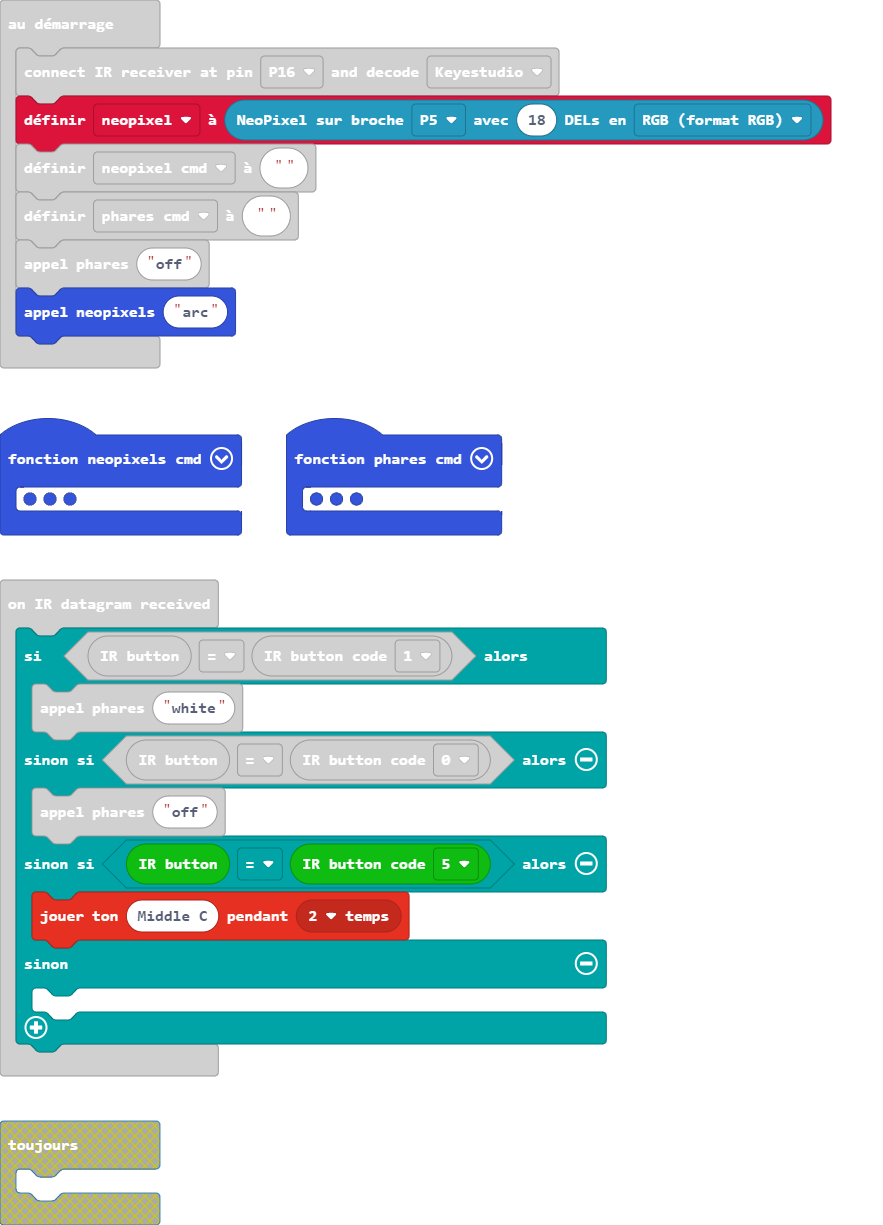 au démarrage
connect IR receiver at pin P16 and decode Keyestudio
définir neopixel à NeoPixel sur broche P5 avec 18 DELs en RGB (format RGB)
définir neopixel cmd à " "
définir phares cmd à " "
appel phares "off"
appel neopixels "arc"
fonction neopixels cmd
fonction phares cmd
on IR datagram received
si IR button = IR button code 1 alors
appel phares "white"
sinon si IR button = IR button code 0 alors
appel phares "off"
sinon si IR button = IR button code 5 alors
jouer ton Middle C pendant 2 temps
sinon
toujours